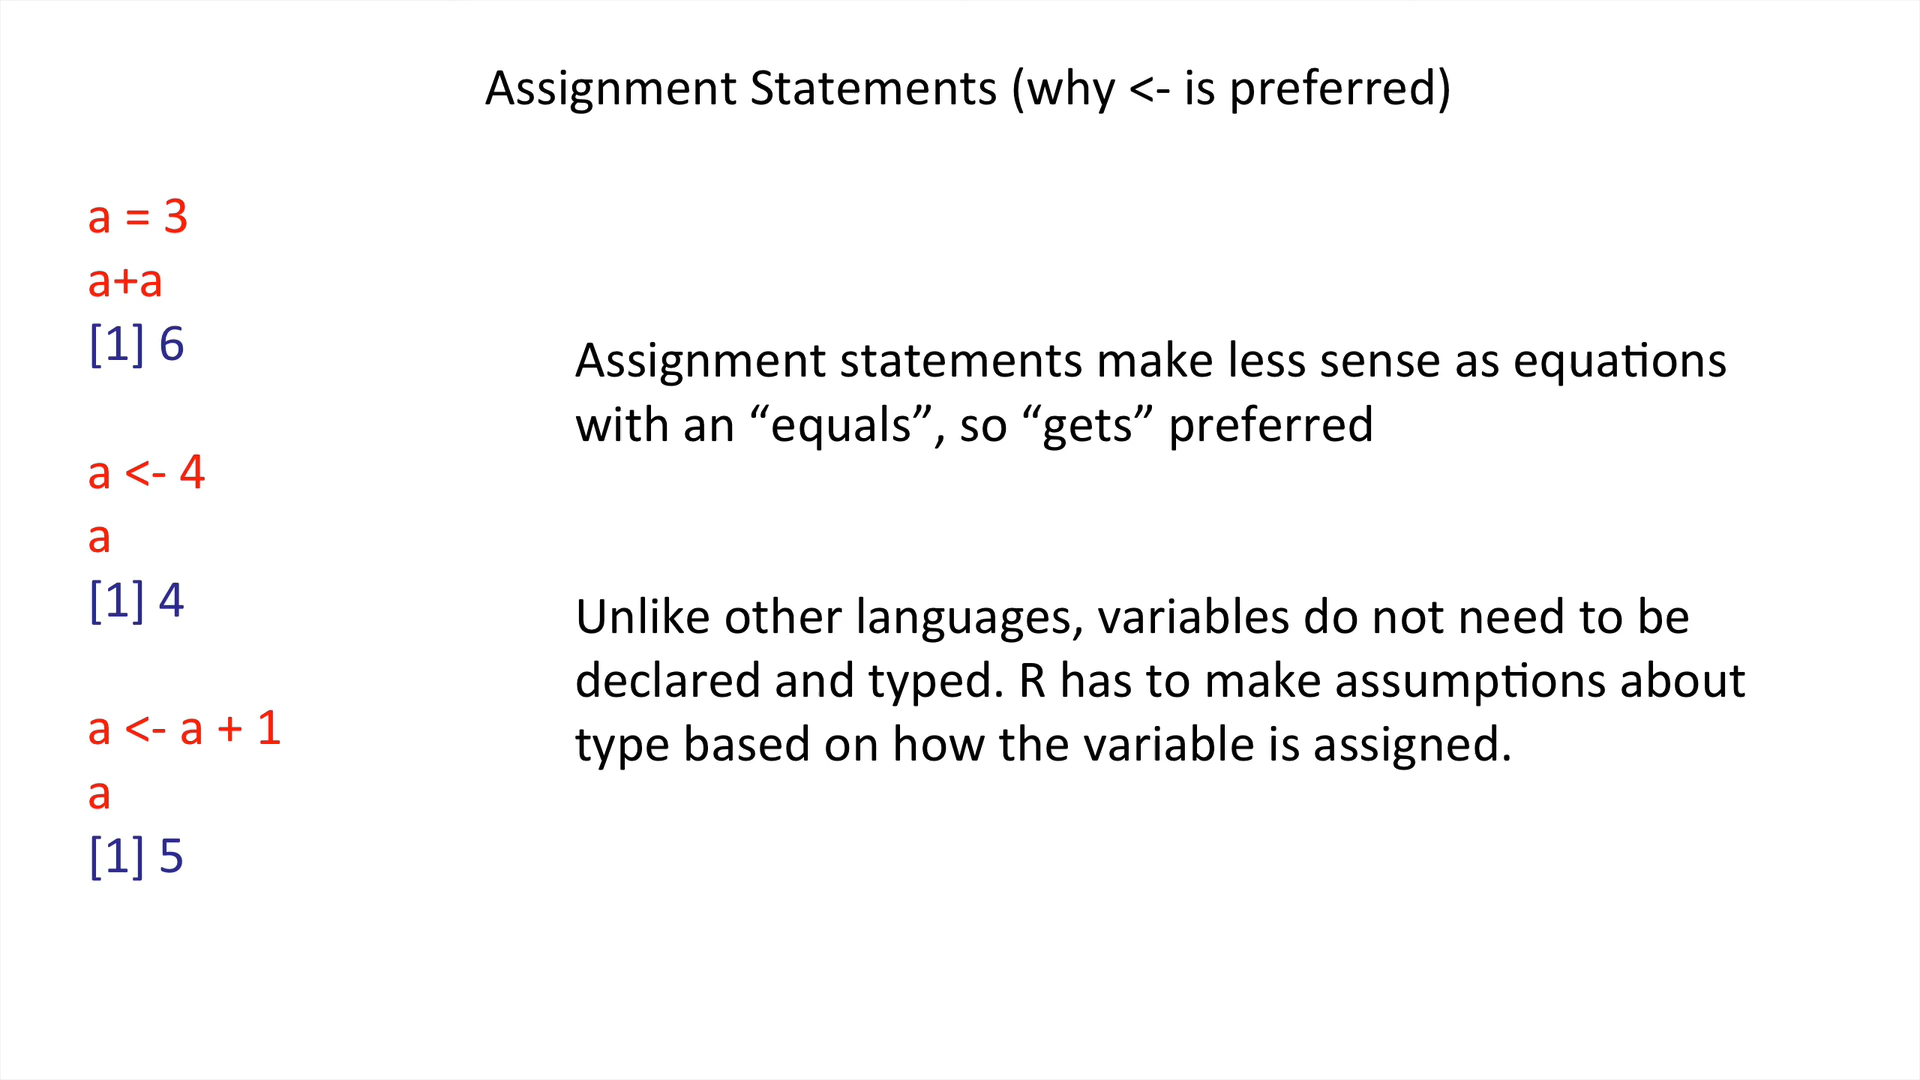 Assignment Statements (why <- is preferred)
a = 3
a+a
[1] 6
a <- 4
a
[1] 4
a <- a + 1
a
[1] 5
Assignment statements make less sense as equations
with an “equals”, so “gets” preferred
Unlike other languages, variables do not need to be
declared and typed. R has to make assumptions about
type based on how the variable is assigned.